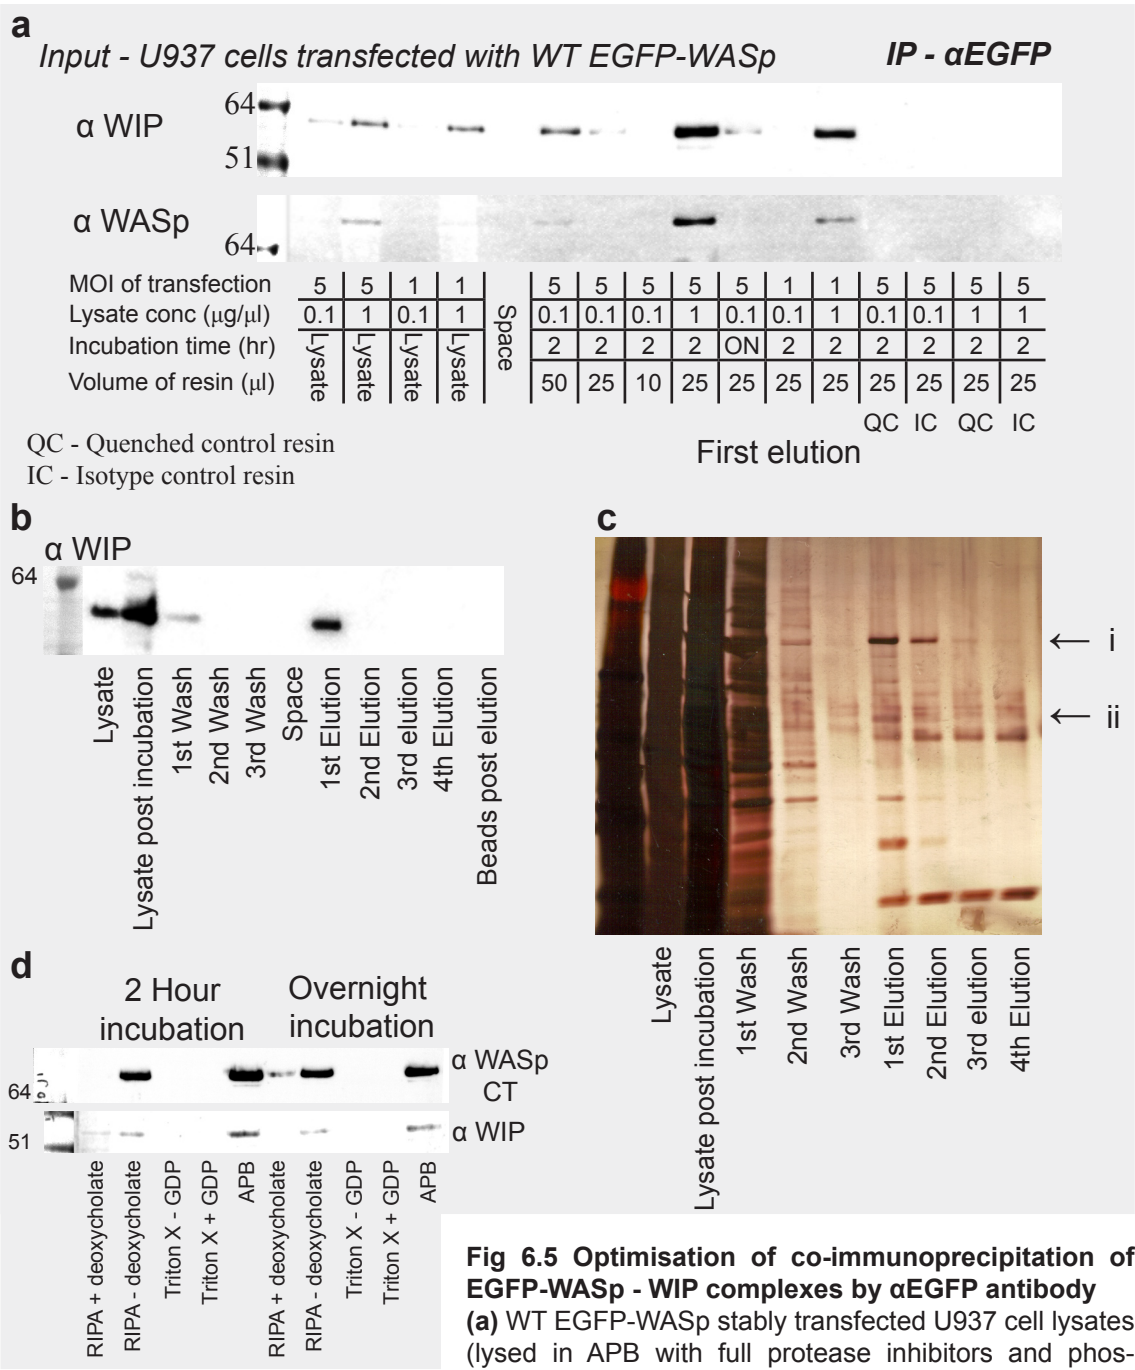 a
Input - U937 cells transfected with WT EGFP-WASp IP - αEGFP
α WIP
64
51
α WASp
64
MOI of transfection 5 5 1 1 5 5 5 5 5 1 1 5 5 5 5
Lysate conc (μg/μl) 0.1 1 0.1 1 0.1 0.1 0.1 1 0.1 0.1 1 0.1 0.1 1 1
Incubation time (hr) Lysate Lysate Lysate Lysate Space 2 2 2 2 ON 2 2 2 2 2 2
Volume of resin (μl) 50 25 10 25 25 25 25 25 25 25 25
QC IC QC IC
QC - Quenched control resin
IC - Isotype control resin
First elution
b
α WIP
64
Lysate
Lysate post incubation
1st Wash
2nd Wash
3rd Wash
Space
1st Elution
2nd Elution
3rd elution
4th Elution
Beads post elution
c
← i
← ii
Lysate
Lysate post incubation
1st Wash
2nd Wash
3rd Wash
1st Elution
2nd Elution
3rd elution
4th Elution
d
2 Hour
incubation
Overnight
incubation
α WASp
CT
64
α WIP
51
RIPA + deoxycholate
RIPA - deoxycholate
Triton X - GDP
Triton X + GDP
APB
RIPA + deoxycholate
RIPA - deoxycholate
Triton X - GDP
Triton X + GDP
APB
Fig 6.5 Optimisation of co-immunoprecipitation of
EGFP-WASp - WIP complexes by αEGFP antibody
(a) WT EGFP-WASp stably transfected U937 cell lysates
(lysed in APB with full protease inhibitors and phos-